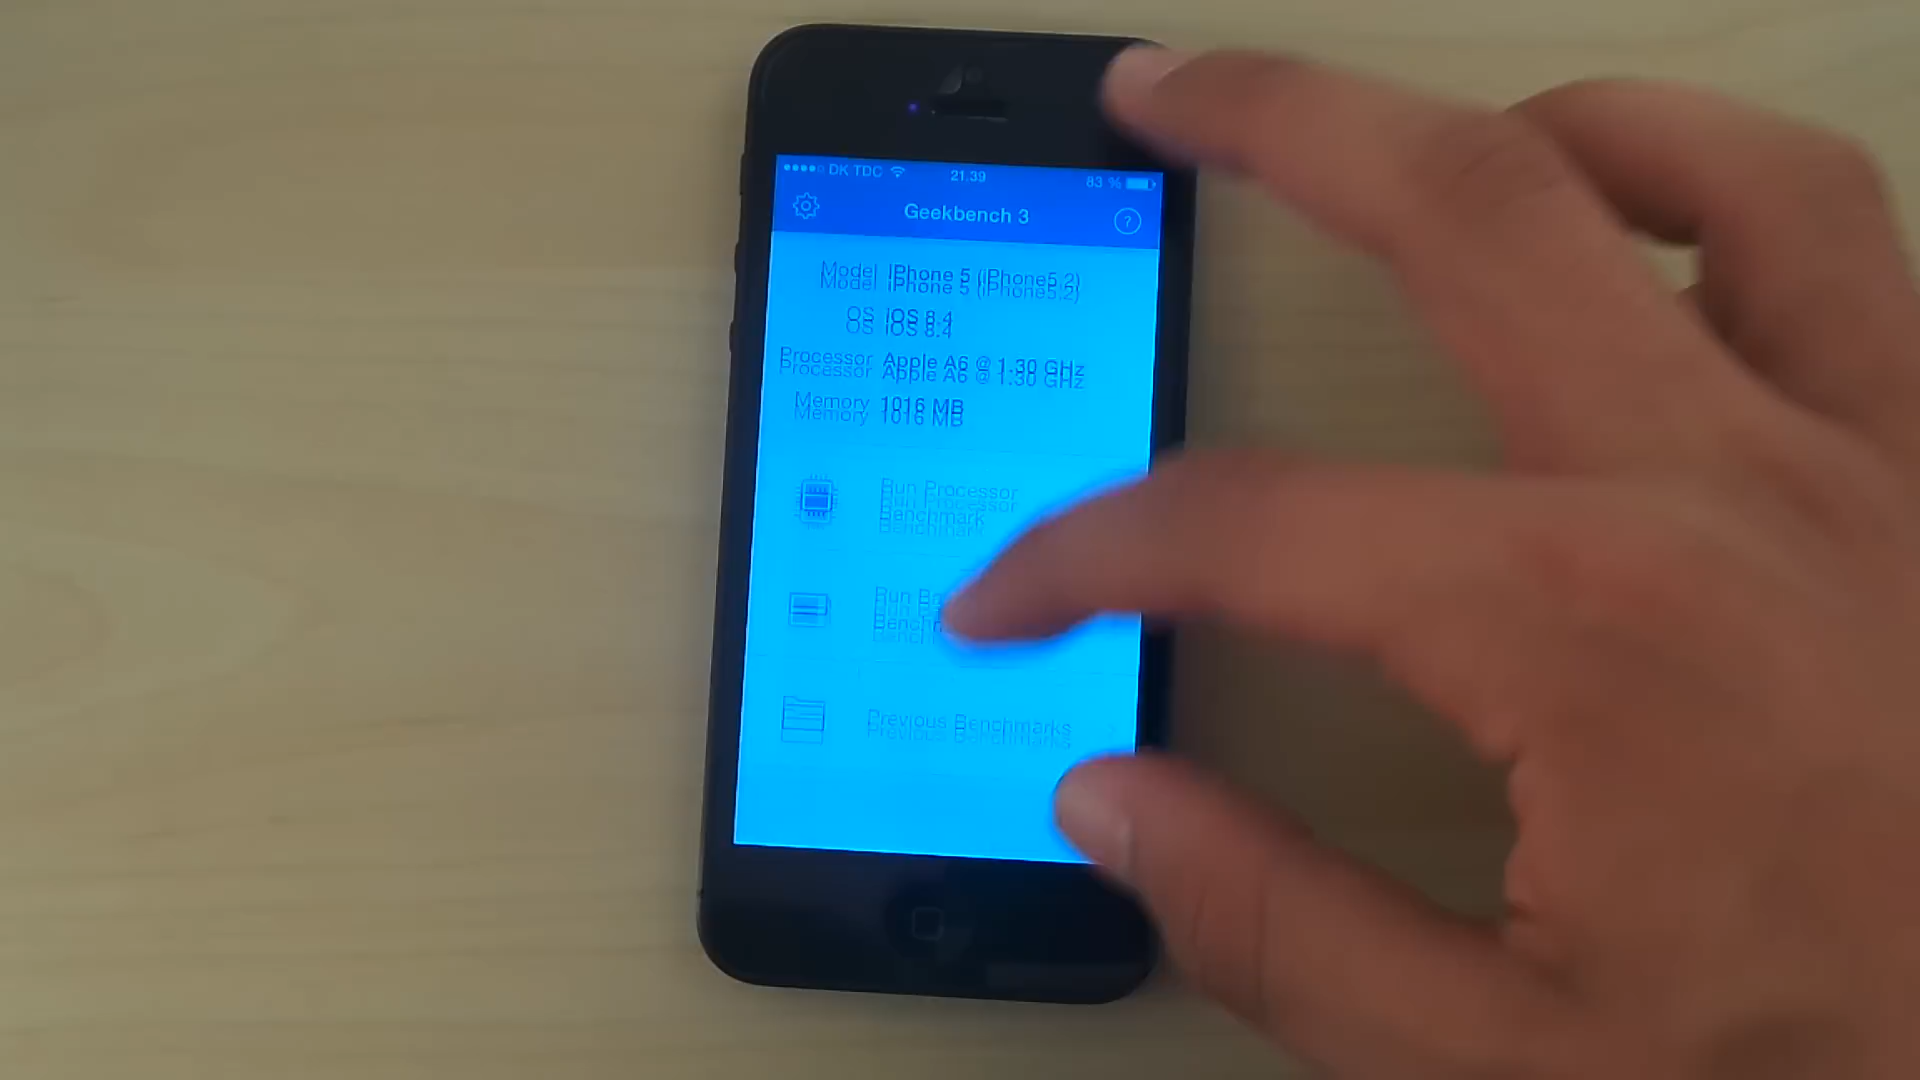 DK TDC 21.39 83 %
Geekbench 3
?
Model iPhone 5 (iPhone5,2)
OS iOS 8.4
Processor Apple A6 @ 1.30 GHz
Memory 1016 MB
Run Processor
Benchmark
Run
Previous Benchmarks